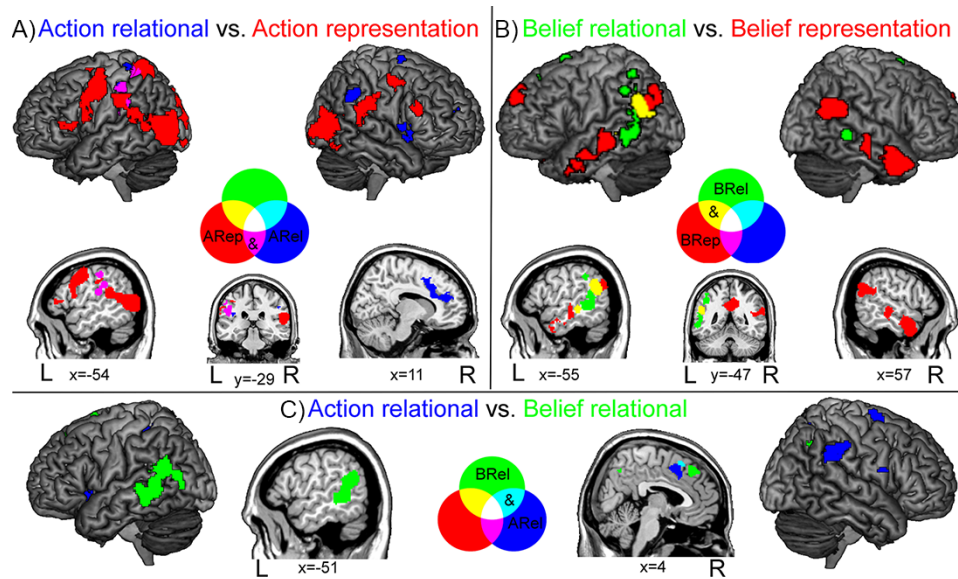 A) Action relational vs. Action representation
ARep & ARel
L x=-54 y=-29 R x=11 R
B) Belief relational vs. Belief representation
BRel
&
BRep
L x=-55 y=-47 R x=57
C) Action relational vs. Belief relational
BRel
&
ARel
L x=-51 x=4 R